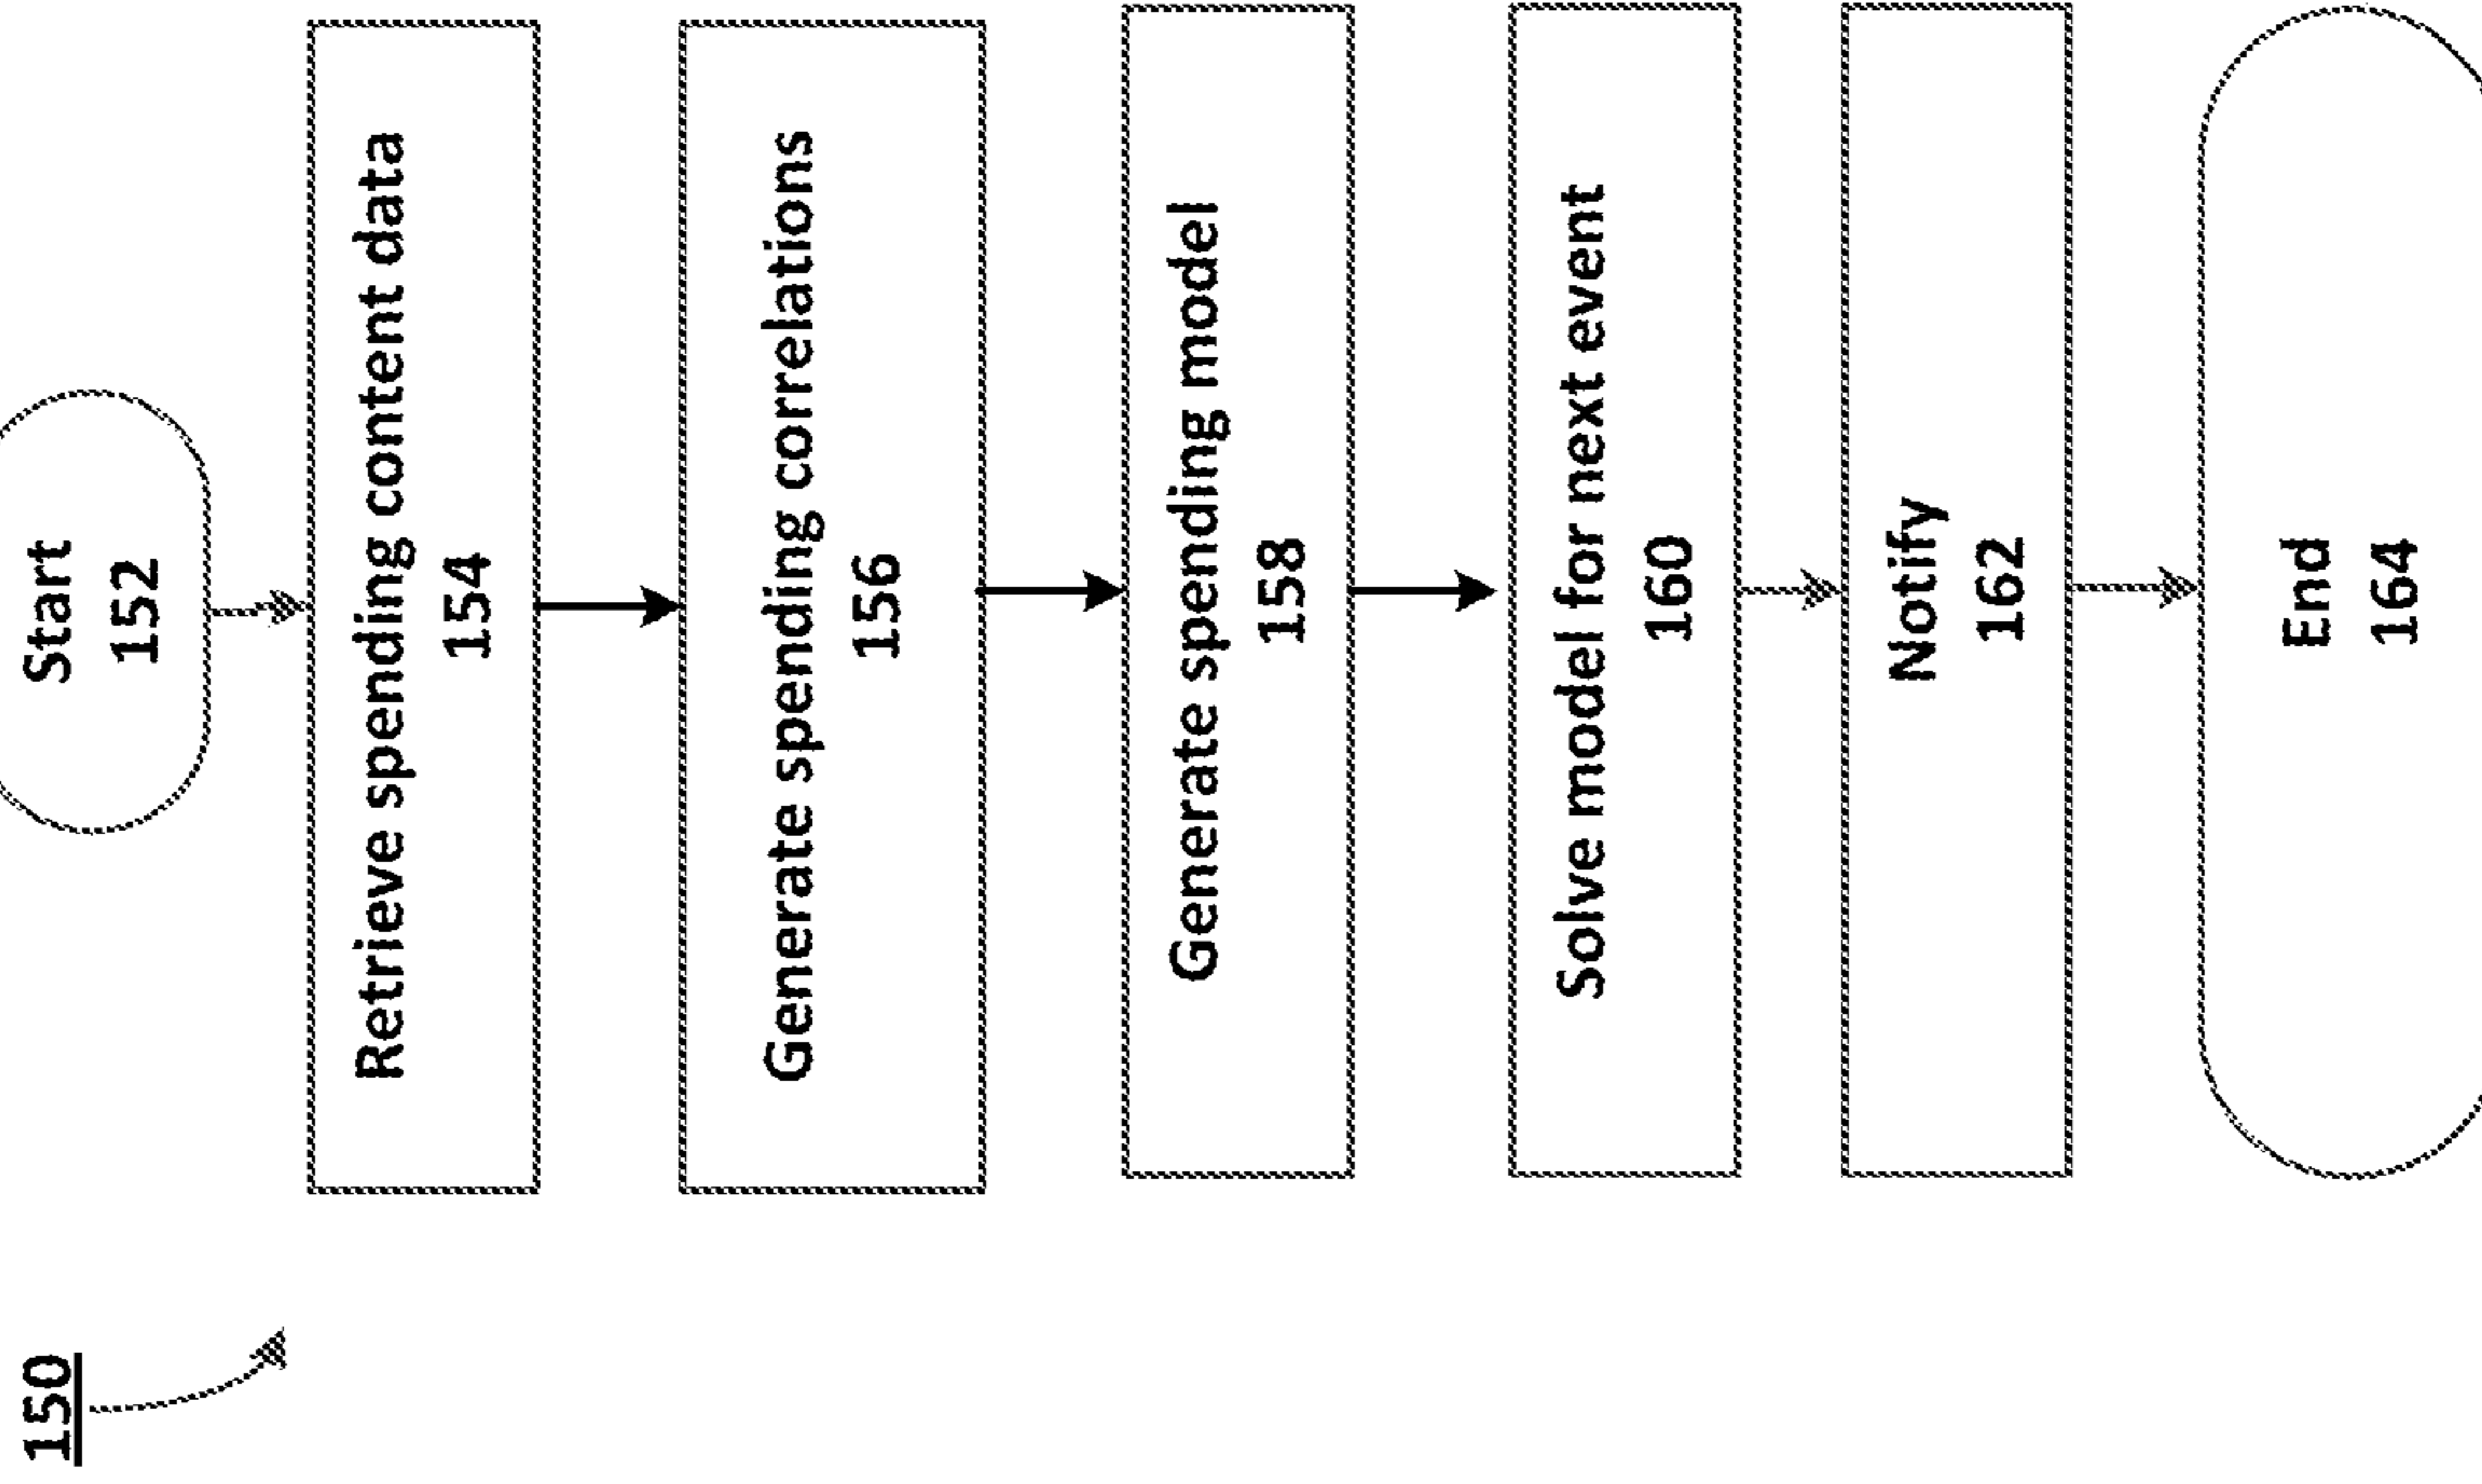 150
Start
152
Retrieve spending content data
154
Generate spending correlations
156
Generate spending model
158
Solve model for next event
160
Notify
162
End
164